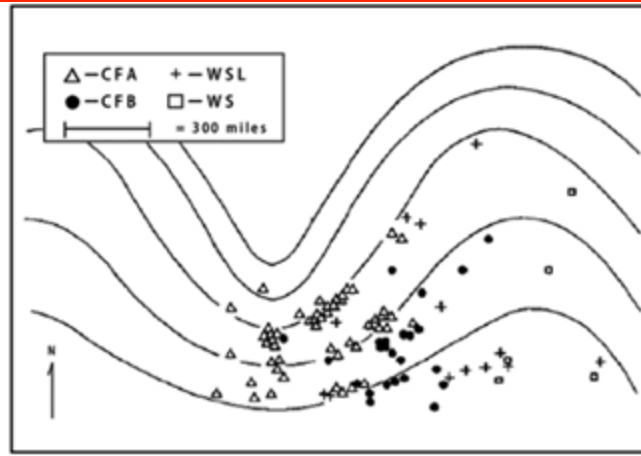 △ — CFA + — WSL
● — CFB □ — WS
= 300 miles
N